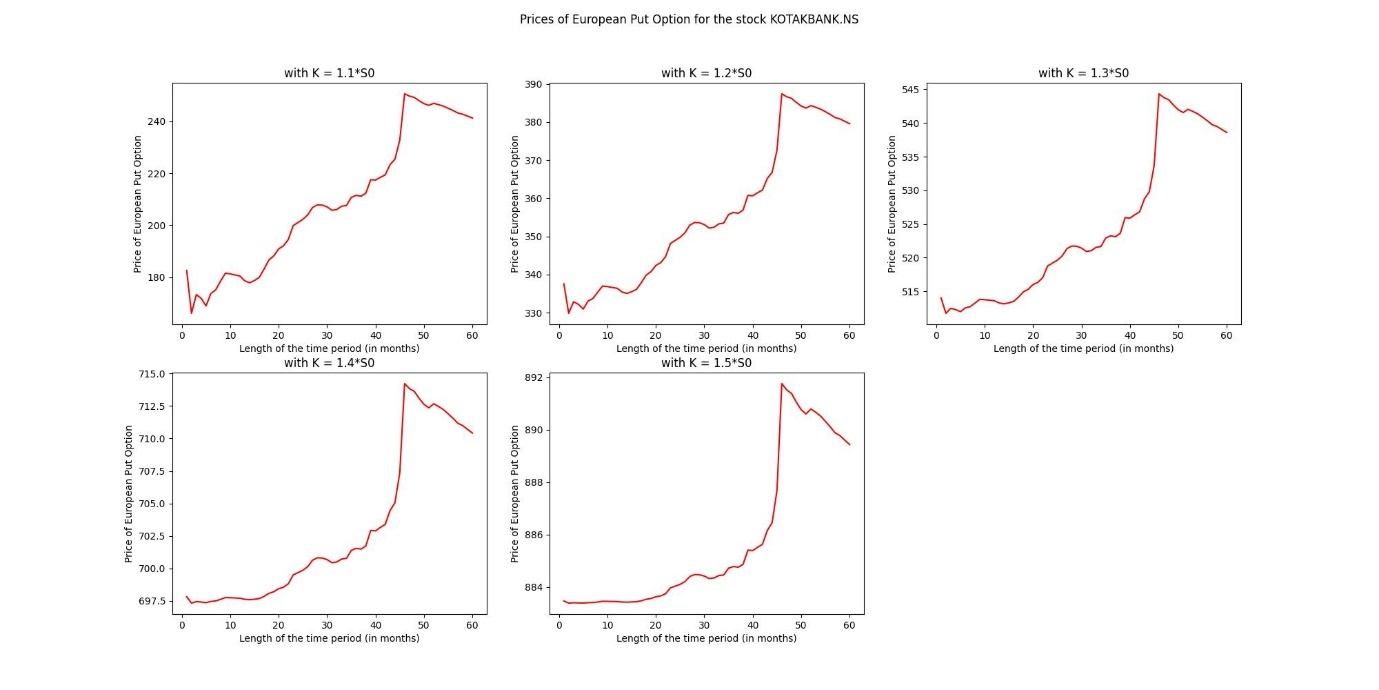 Prices of European Put Option for the stock KOTAKBANK.NS
with K = 1.1*S0
240
220
200
180
Price of European Put Option
0 10 20 30 40 50 60
Length of the time period (in months)
with K = 1.2*S0
390
380
370
360
350
340
330
Price of European Put Option
0 10 20 30 40 50 60
Length of the time period (in months)
with K = 1.3*S0
545
540
535
530
525
520
515
Price of European Put Option
0 10 20 30 40 50 60
Length of the time period (in months)
with K = 1.4*S0
715.0
712.5
710.0
707.5
705.0
702.5
700.0
697.5
Price of European Put Option
0 10 20 30 40 50 60
Length of the time period (in months)
with K = 1.5*S0
892
890
888
886
884
Price of European Put Option
0 10 20 30 40 50 60
Length of the time period (in months)